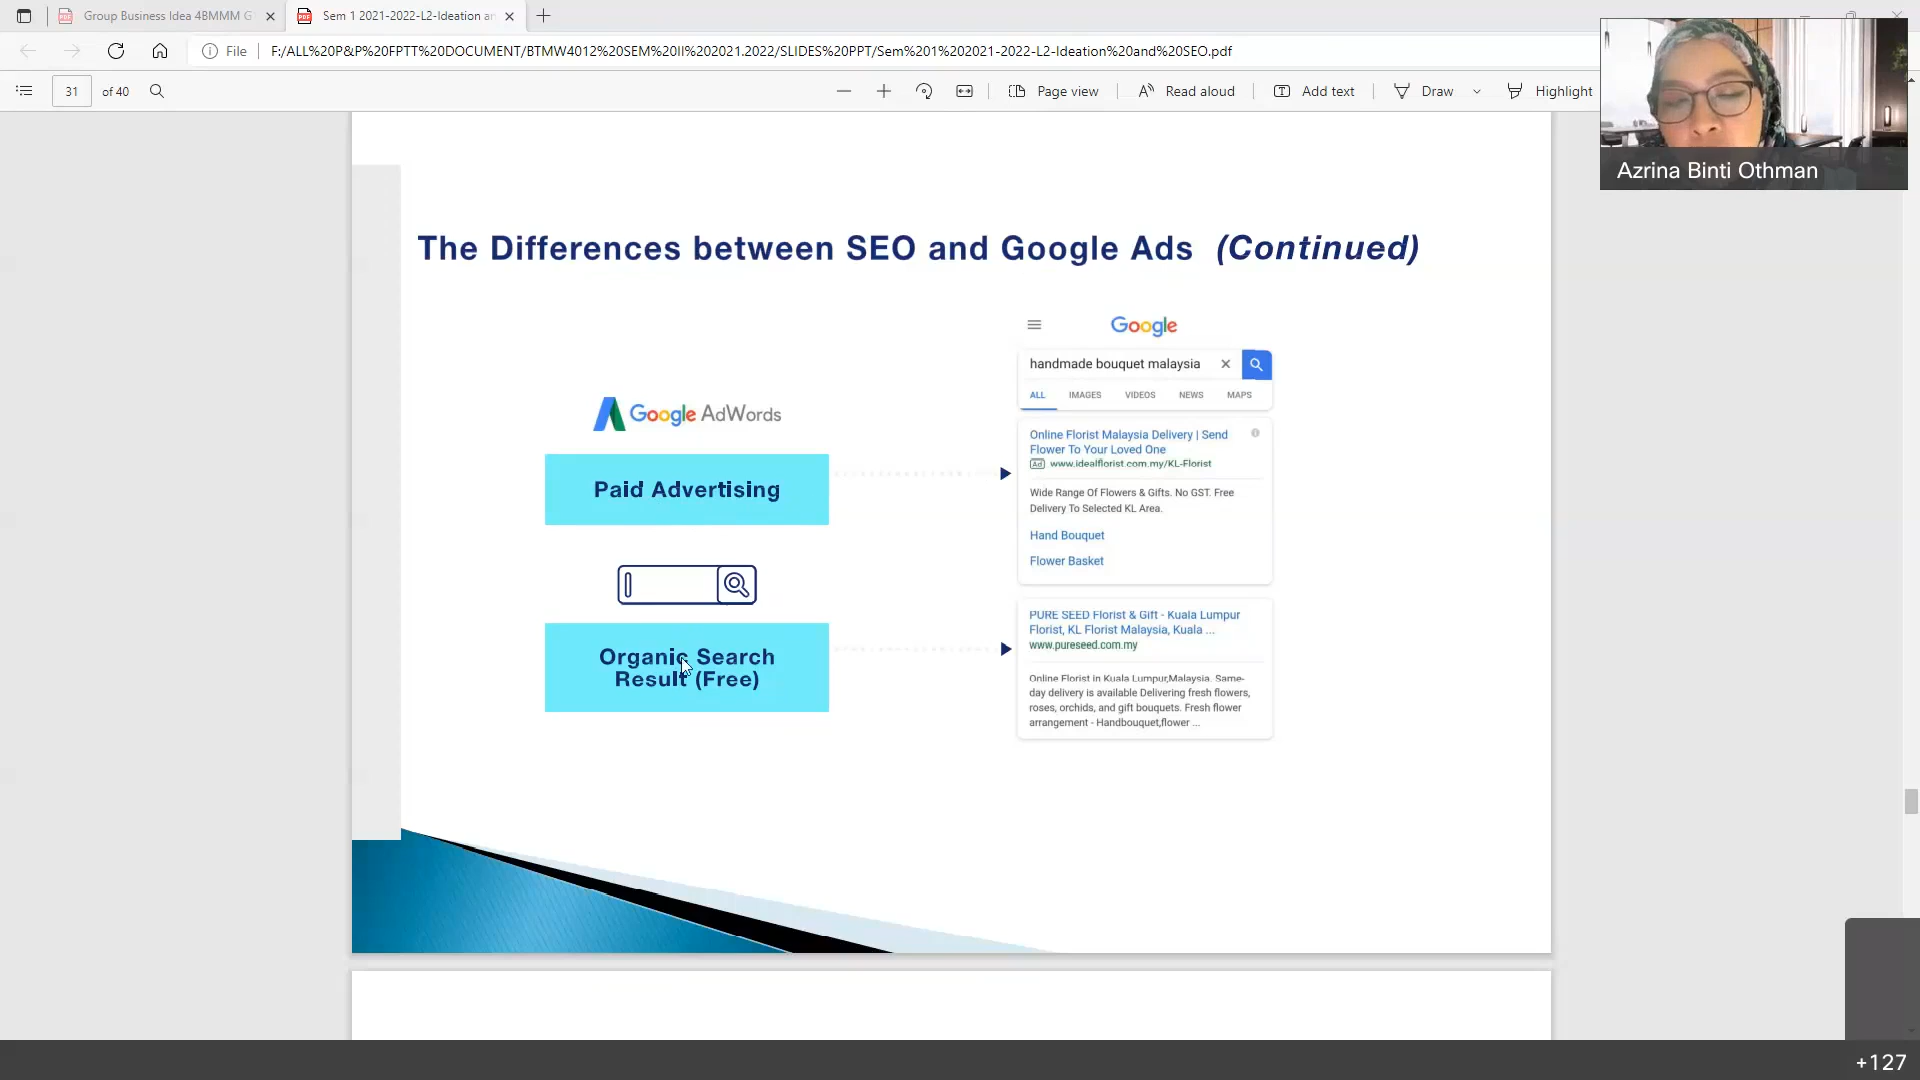 Group Business Idea 4BMMM G
Sem 1 2021-2022-L2-Ideation an
File
F:/ALL%20P&P%20FPTT%20DOCUMENT/BTMW4012%20SEM%20II%202021.2022/SLIDES%20PPT/Sem%201%202021-2022-L2-Ideation%20and%20SEO.pdf
31 of 40
Page view
Read aloud
Add text
Draw
Highlight
Azrina Binti Othman
The Differences between SEO and Google Ads (Continued)
Google AdWords
Paid Advertising
Organic Search
Result (Free)
Google
handmade bouquet malaysia
ALL IMAGES VIDEOS NEWS MAPS
Online Florist Malaysia Delivery | Send
Flower To Your Loved One
Ad www.idealflorist.com.my/KL-Florist
Wide Range Of Flowers & Gifts. No GST. Free
Delivery To Selected KL Area.
Hand Bouquet
Flower Basket
PURE SEED Florist & Gift - Kuala Lumpur
Florist, KL Florist Malaysia, Kuala ...
www.pureseed.com.my
Online Florist in Kuala Lumpur,Malaysia. Same-
day delivery is available Delivering fresh flowers,
roses, orchids, and gift bouquets. Fresh flower
arrangement - Handbouquet,flower ...
+127